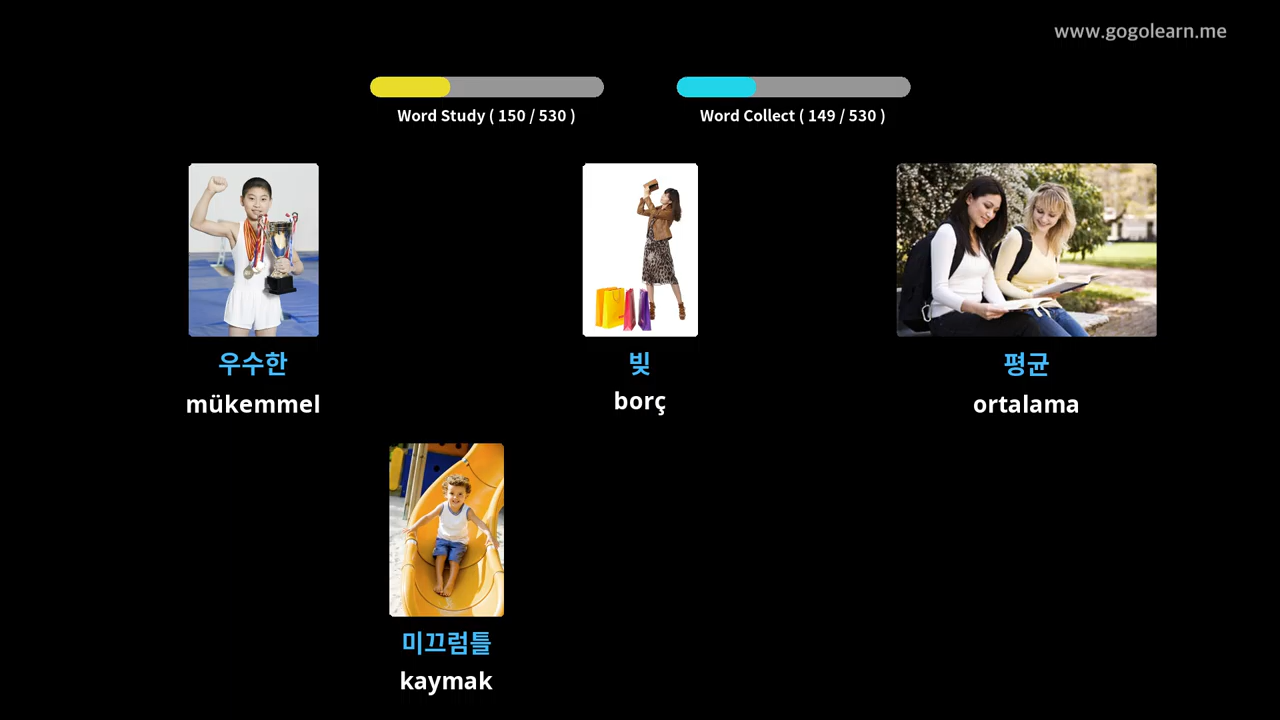 www.gogolearn.me
Word Study ( 150 / 530 )
Word Collect ( 149 / 530 )
우수한
mükemmel
빚
borç
평균
ortalama
미끄럼틀
kaymak